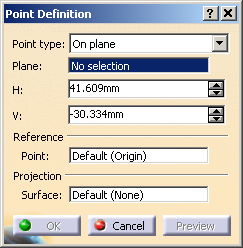 Point Definition
Point type: On plane
Plane: No selection
H: 41.609mm
V: -30.334mm
Reference
Point: Default (Origin)
Projection
Surface: Default (None)
OK Cancel Preview